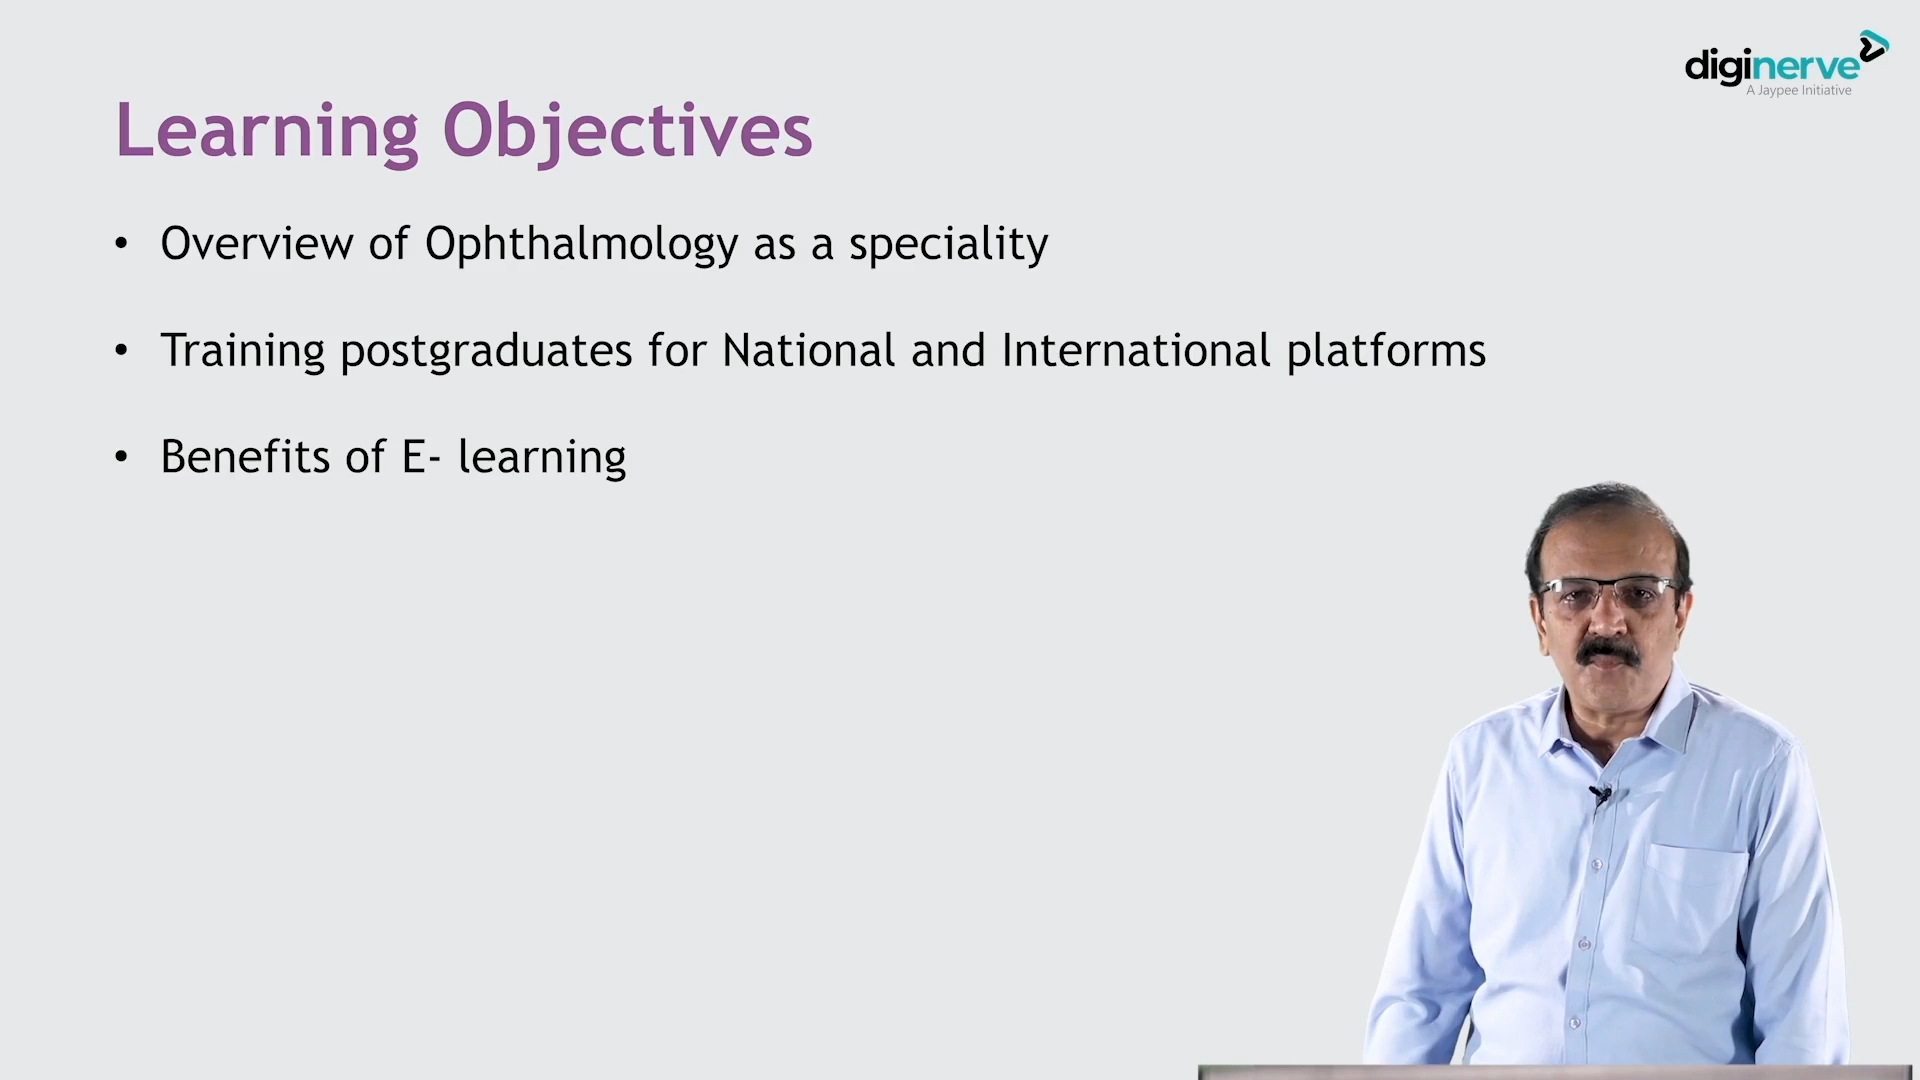 diginerve
A Jaypee Initiative
Learning Objectives
• Overview of Ophthalmology as a speciality
• Training postgraduates for National and International platforms
• Benefits of E- learning